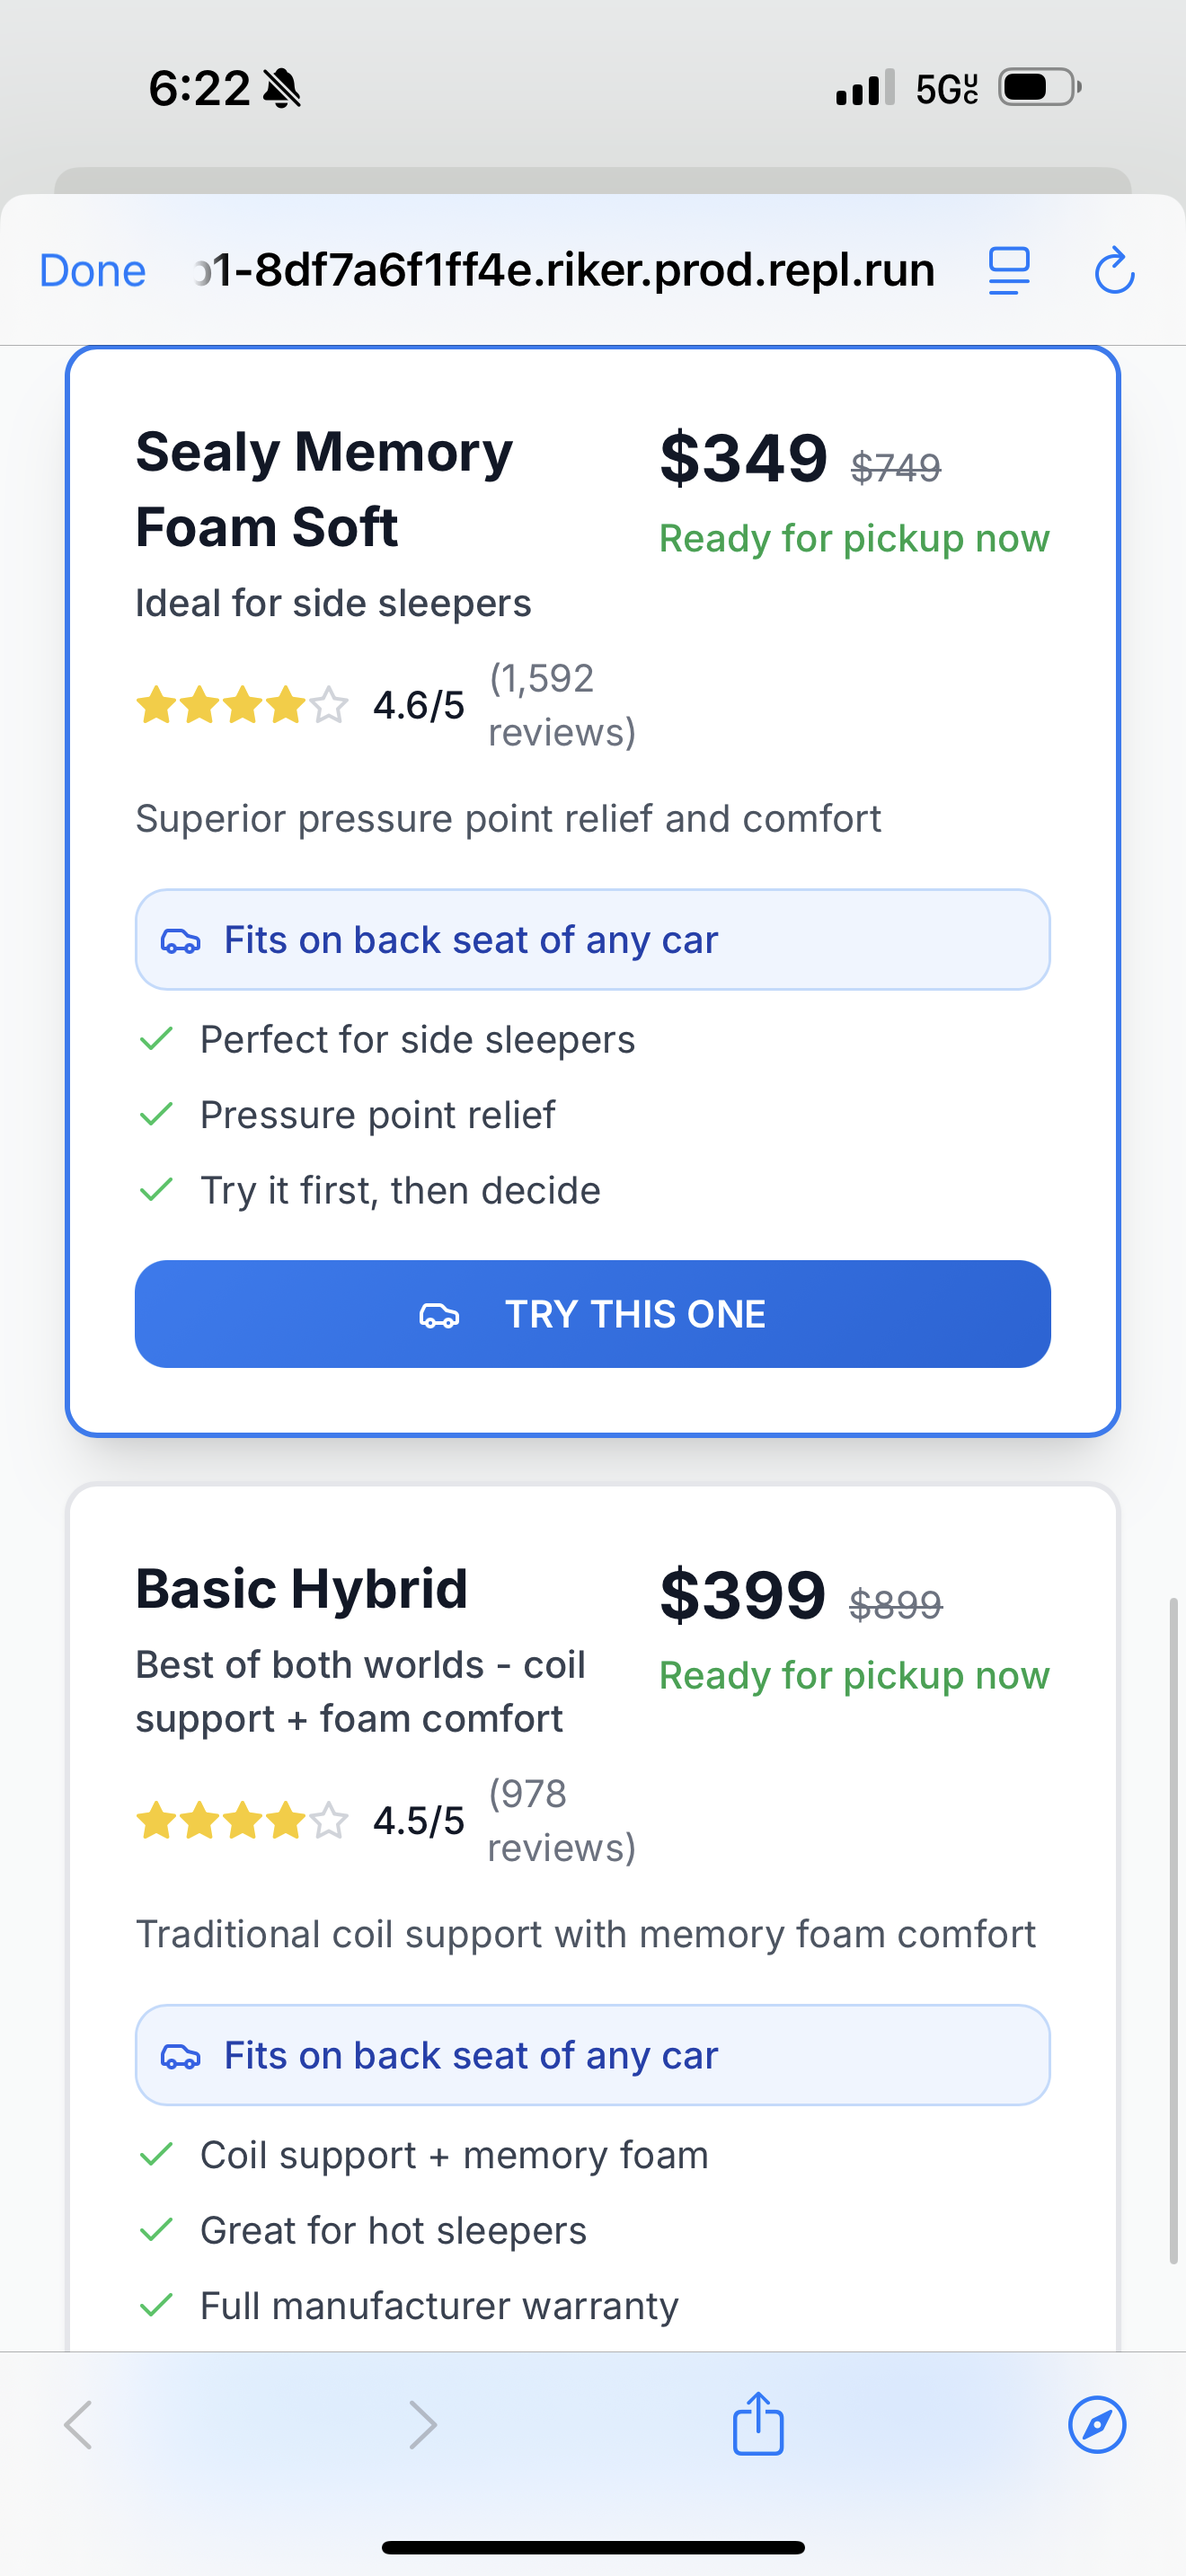 6:22
5G UC
Done
1-8df7a6f1ff4e.riker.prod.repl.run
Sealy Memory
Foam Soft
$349 $749
Ready for pickup now
Ideal for side sleepers
4.6/5
(1,592
reviews)
Superior pressure point relief and comfort
Fits on back seat of any car
Perfect for side sleepers
Pressure point relief
Try it first, then decide
TRY THIS ONE
Basic Hybrid
$399 $899
Ready for pickup now
Best of both worlds - coil
support + foam comfort
4.5/5
(978
reviews)
Traditional coil support with memory foam comfort
Fits on back seat of any car
Coil support + memory foam
Great for hot sleepers
Full manufacturer warranty